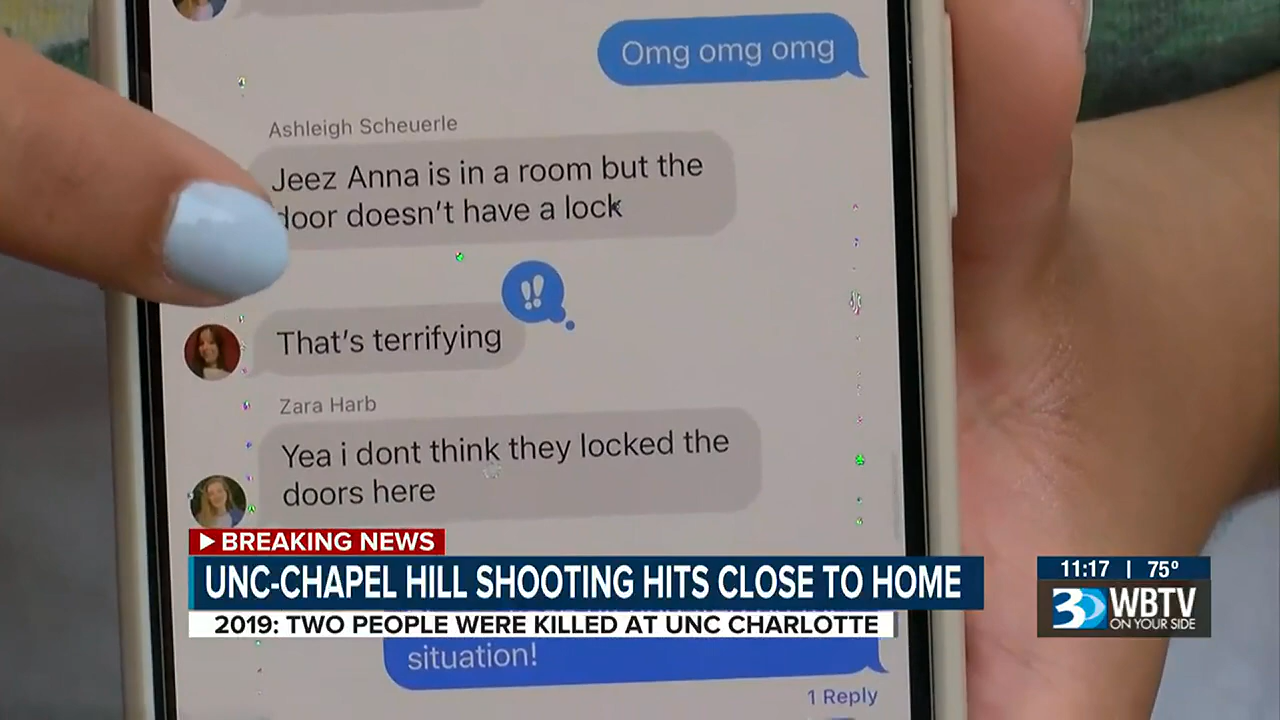 Omg omg omg
Ashleigh Scheuerle
Jeez Anna is in a room but the
door doesn't have a lock
!!
That's terrifying
Zara Harb
Yea i dont think they locked the
doors here
BREAKING NEWS
UNC-CHAPEL HILL SHOOTING HITS CLOSE TO HOME
2019: TWO PEOPLE WERE KILLED AT UNC CHARLOTTE
11:17 | 75°
3 WBTV
ON YOUR SIDE
situation!
1 Reply